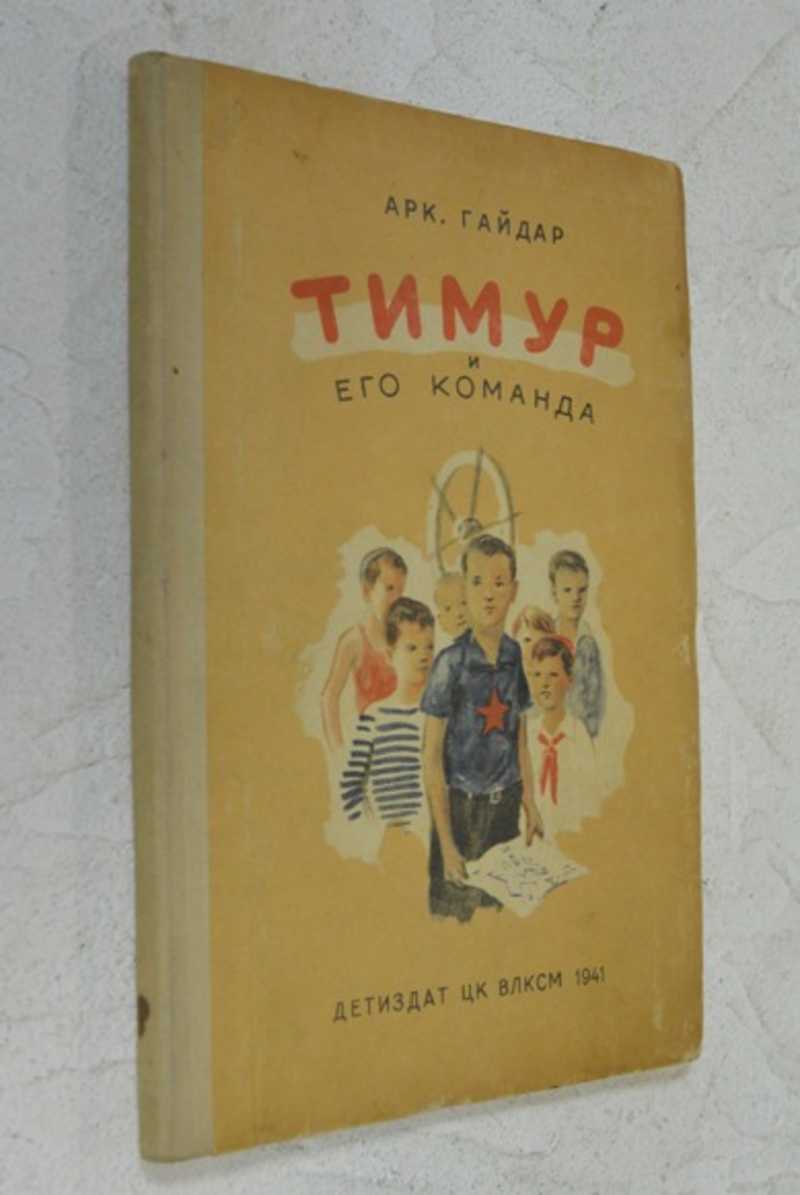 АРК. ГАЙДАР
ТИМУР
И
ЕГО КОМАНДА
ДЕТИЗДАТ ЦК ВЛКСМ 1941